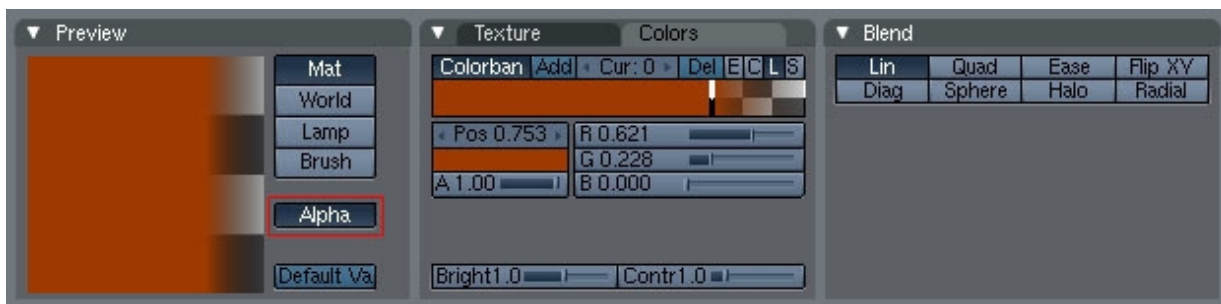 Preview
Mat
World
Lamp
Brush
Alpha
Default Va
Texture Colors
Colorban Add Cur: 0 Del E C L S
Pos 0.753 R 0.621
G 0.228
A 1.00 B 0.000
Bright1.0 Contr1.0
Blend
Lin Quad Ease Flip XY
Diag Sphere Halo Radial